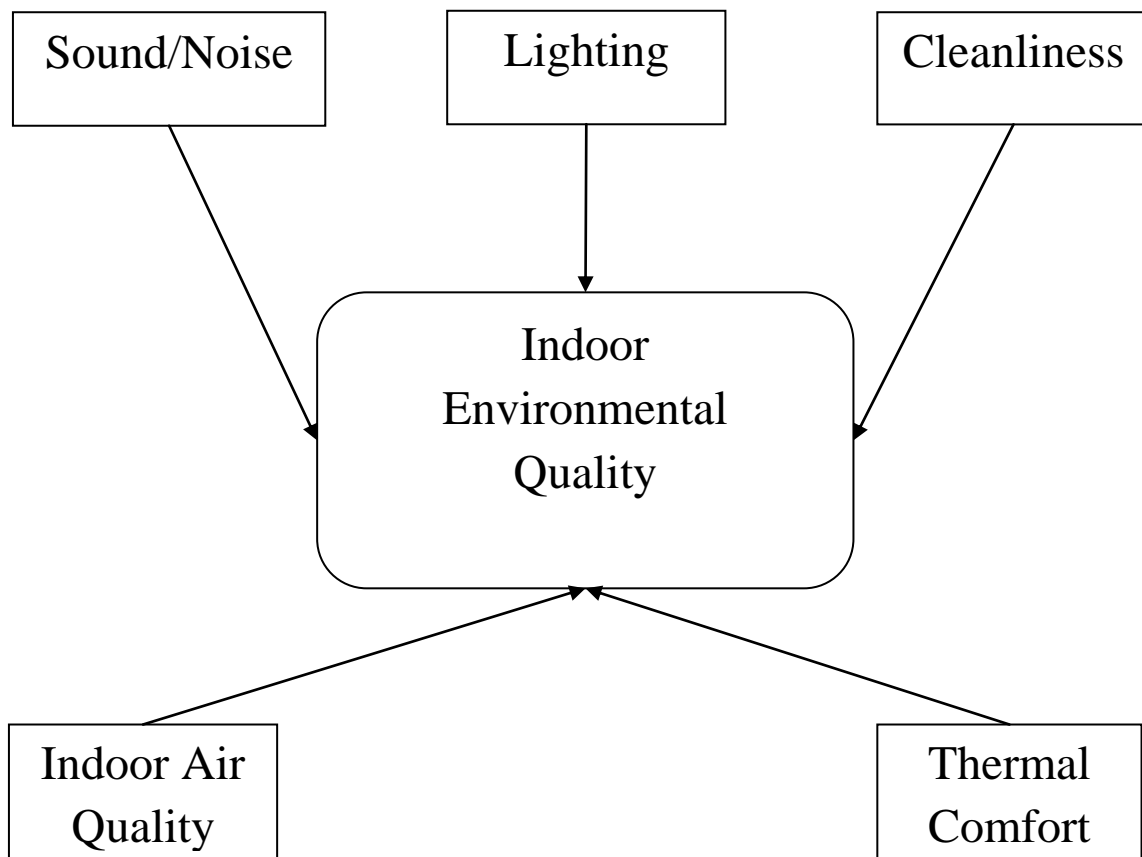 Sound/Noise
Lighting
Cleanliness
Indoor
Environmental
Quality
Indoor Air
Quality
Thermal
Comfort